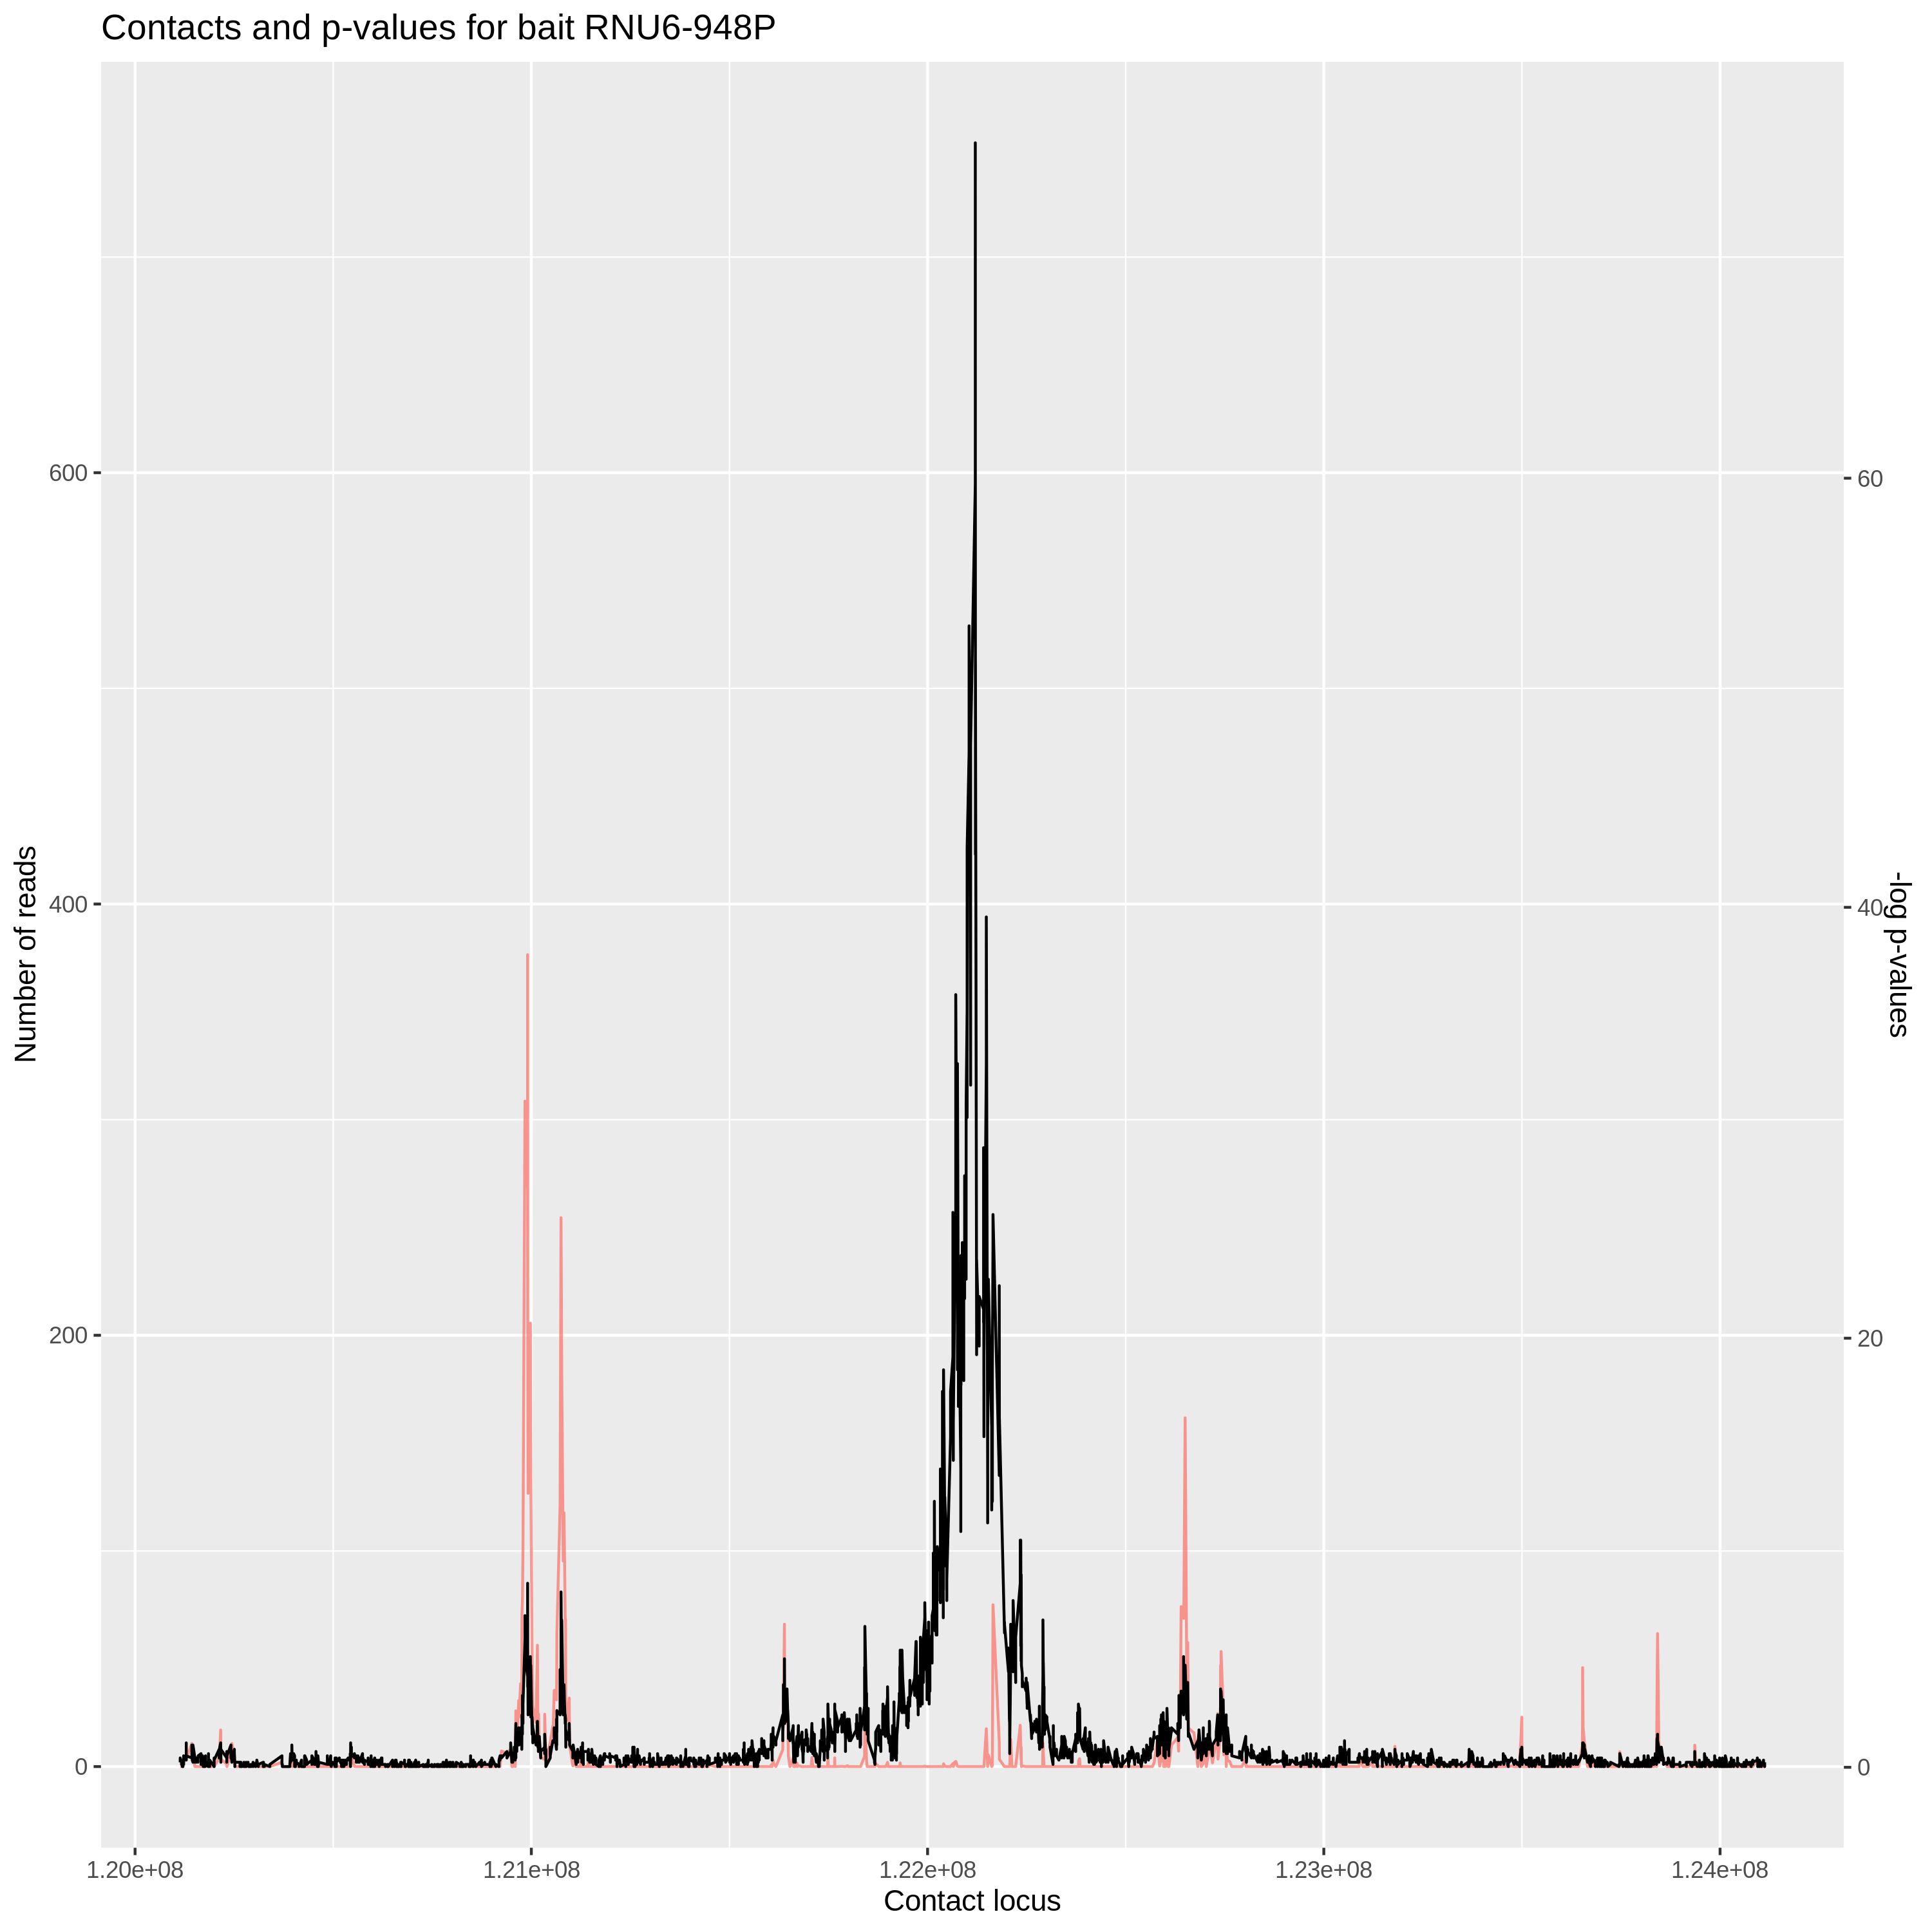 Contacts and p-values for bait RNU6-948P
600
400
200
0
Number of reads
60
40
20
0
-log p-values
1.20e+08 1.21e+08 1.22e+08 1.23e+08 1.24e+08
Contact locus